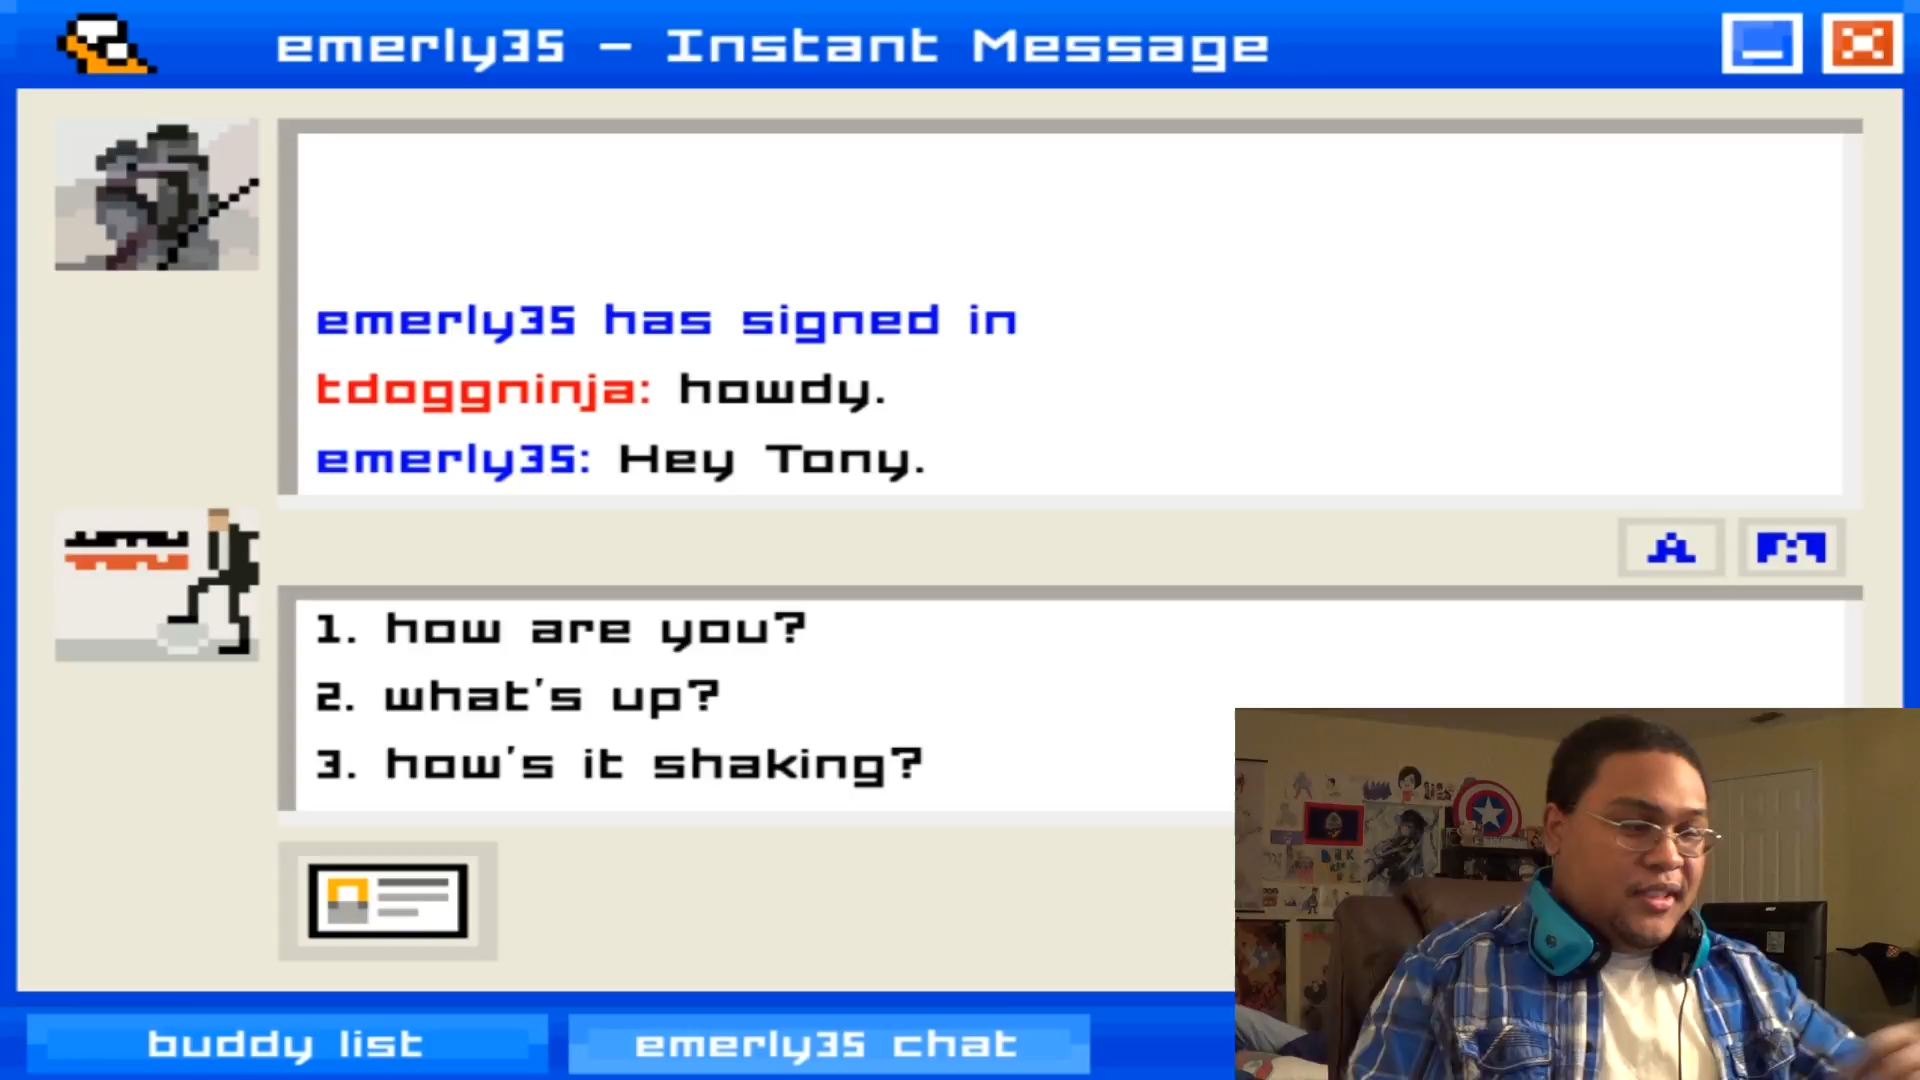 emerly35 - Instant Message
emerly35 has signed in
tdoggninja: howdy.
emerly35: Hey Tony.
A
1. how are you?
2. what's up?
3. how's it shaking?
buddy list
emerly35 chat